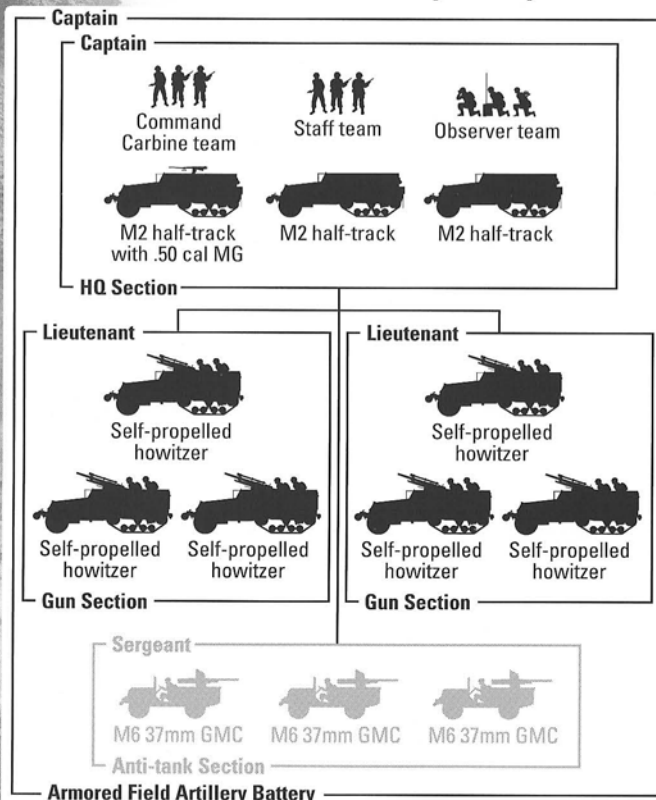 Captain
Captain
Command
Carbine team
Staff team
Observer team
M2 half-track
with .50 cal MG
M2 half-track
M2 half-track
HQ Section
Lieutenant
Self-propelled
howitzer
Self-propelled
howitzer
Self-propelled
howitzer
Gun Section
Lieutenant
Self-propelled
howitzer
Self-propelled
howitzer
Self-propelled
howitzer
Gun Section
Sergeant
M6 37mm GMC
M6 37mm GMC
M6 37mm GMC
Anti-tank Section
Armored Field Artillery Battery